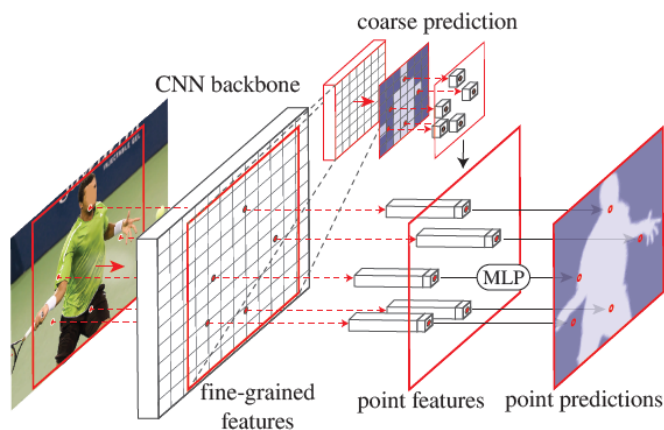 coarse prediction
CNN backbone
MLP
fine-grained
features
point features
point predictions